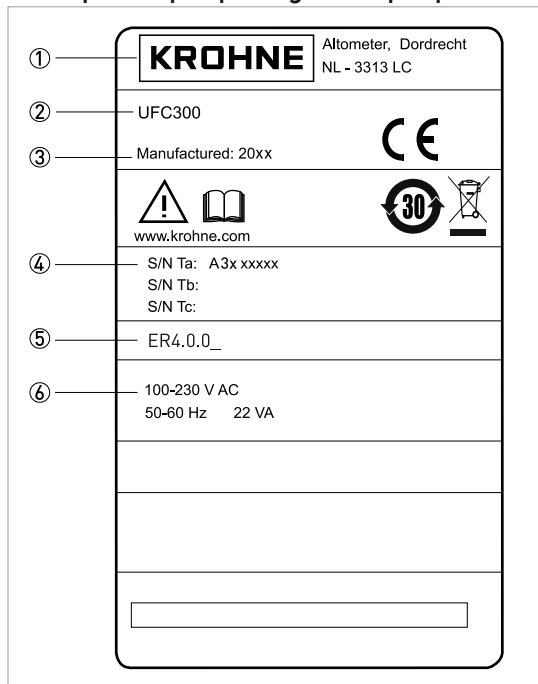 ① KROHNE Altometer, Dordrecht
NL - 3313 LC
② UFC300
CE
③ Manufactured: 20xx
30
www.krohne.com
④ S/N Ta: A3x xxxxx
S/N Tb:
S/N Tc:
⑤ ER4.0.0_
⑥ 100-230 V AC
50-60 Hz 22 VA